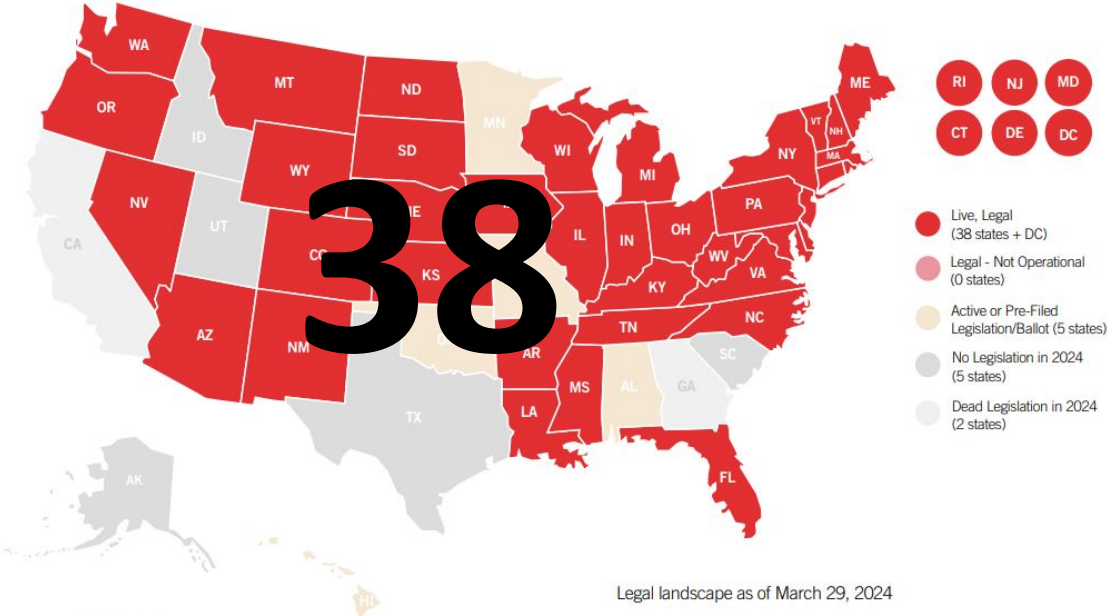 WA
MT
ND
MN
OR
ID
SD
WI
WY
MI
NY
VT
NH
MA
ME
NV
UT
CA
IL
IN
OH
PA
WV
VA
KS
KY
AZ
NM
TN
NC
AR
SC
MS
AL
GA
LA
TX
FL
AK
HI
38
RI NJ MD
CT DE DC
Live, Legal
(38 states + DC)
Legal - Not Operational
(0 states)
Active or Pre-Filed
Legislation/Ballot (5 states)
No Legislation in 2024
(5 states)
Dead Legislation in 2024
(2 states)
Legal landscape as of March 29, 2024